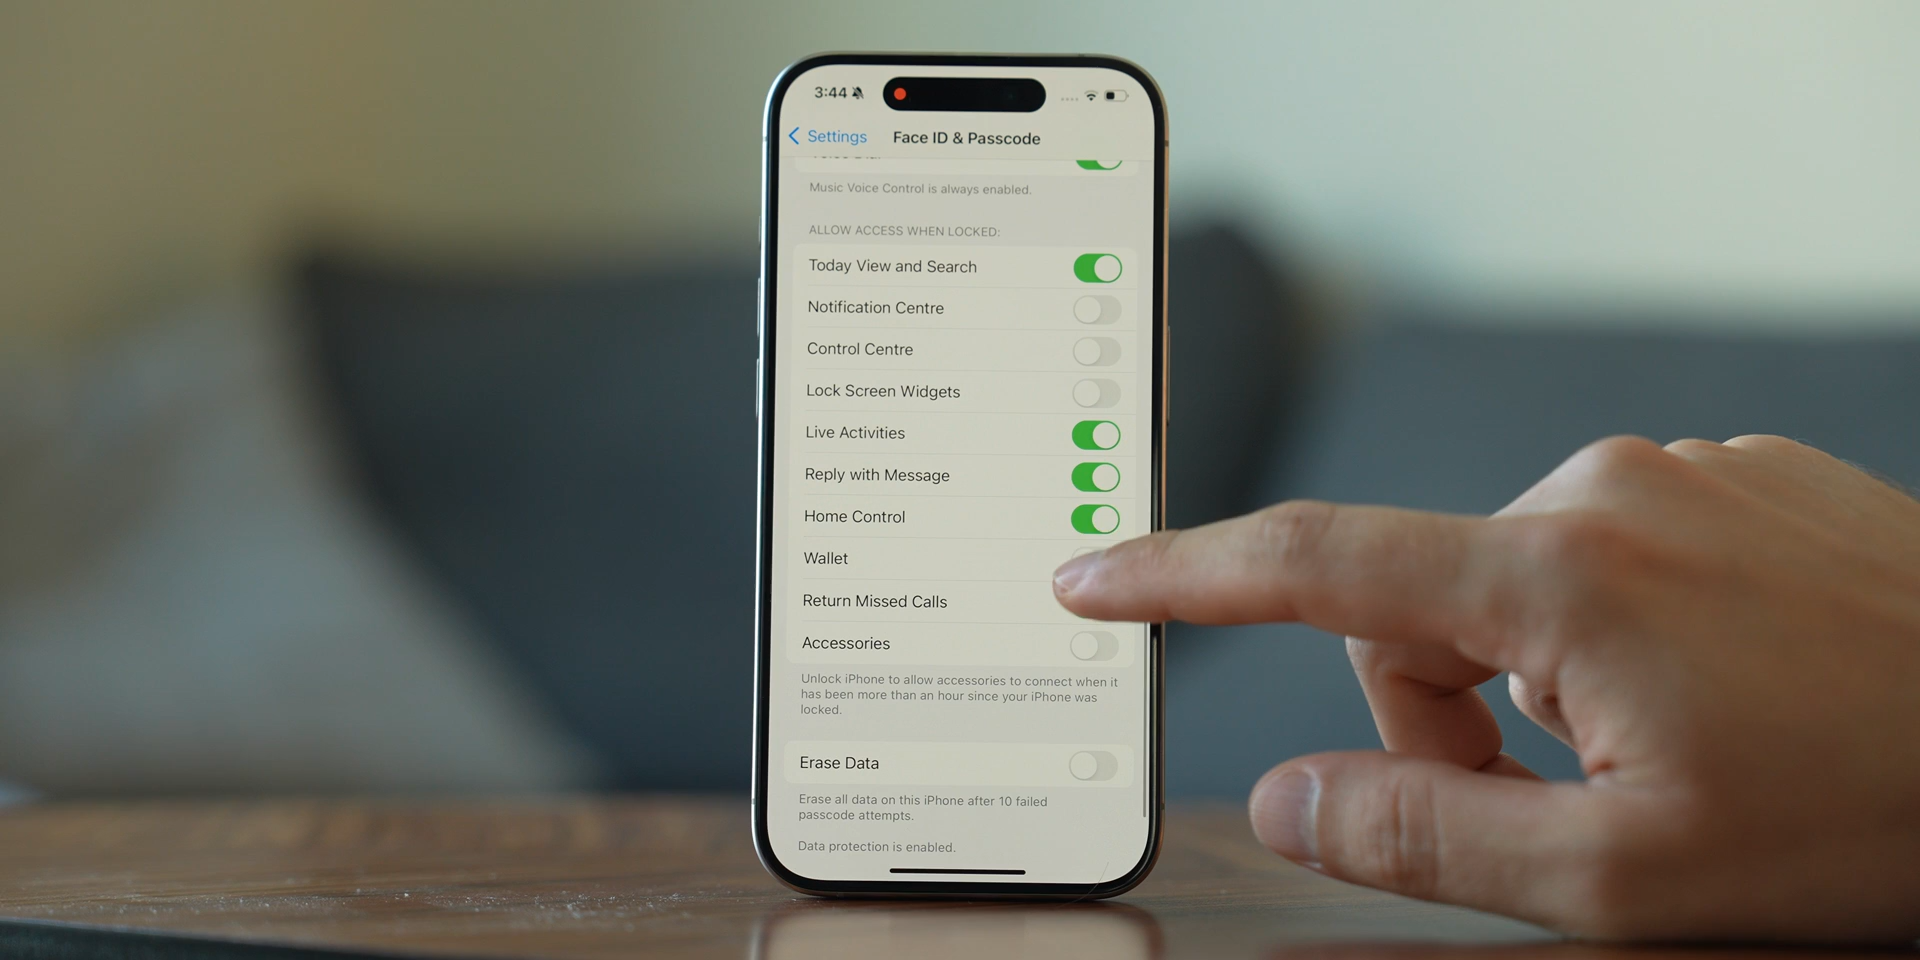 3:44
Settings
Face ID & Passcode
Music Voice Control is always enabled.
ALLOW ACCESS WHEN LOCKED:
Today View and Search
Notification Centre
Control Centre
Lock Screen Widgets
Live Activities
Reply with Message
Home Control
Wallet
Return Missed Calls
Accessories
Unlock iPhone to allow accessories to connect when it
has been more than an hour since your iPhone was
locked.
Erase Data
Erase all data on this iPhone after 10 failed
passcode attempts.
Data protection is enabled.